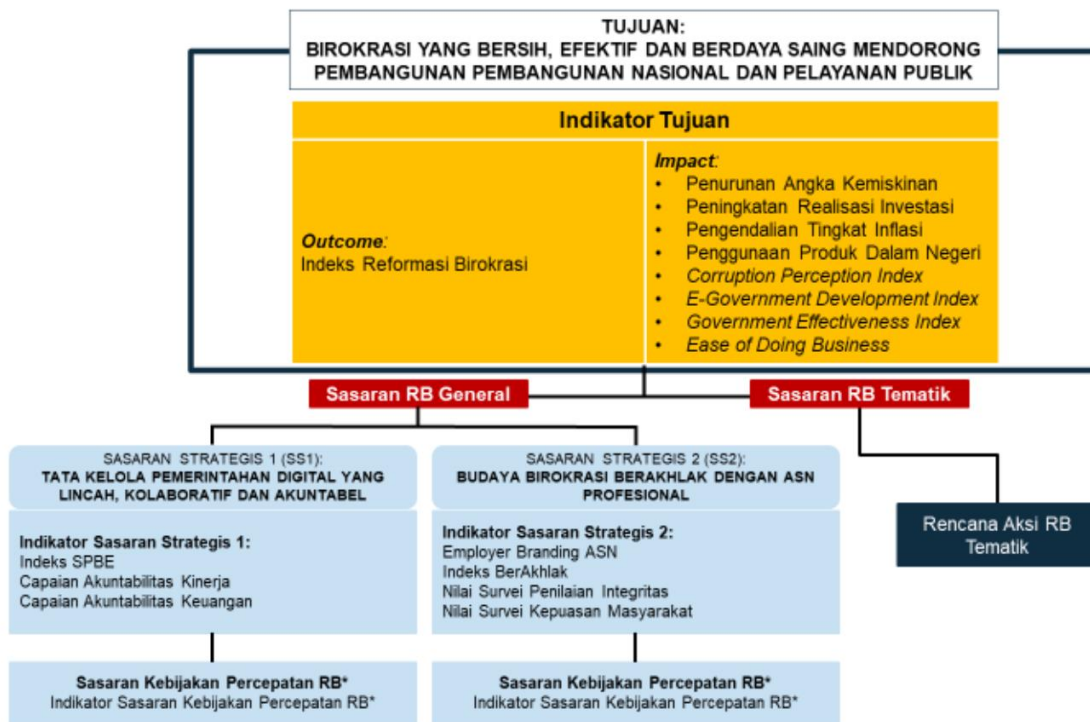 TUJUAN:
BIROKRASI YANG BERSIH, EFEKTIF DAN BERDAYA SAING MENDORONG
PEMBANGUNAN PEMBANGUNAN NASIONAL DAN PELAYANAN PUBLIK
Indikator Tujuan
Outcome:
Indeks Reformasi Birokrasi
Impact:
• Penurunan Angka Kemiskinan
• Peningkatan Realisasi Investasi
• Pengendalian Tingkat Inflasi
• Penggunaan Produk Dalam Negeri
• Corruption Perception Index
• E-Government Development Index
• Government Effectiveness Index
• Ease of Doing Business
Sasaran RB General
Sasaran RB Tematik
SASARAN STRATEGIS 1 (SS1):
TATA KELOLA PEMERINTAHAN DIGITAL YANG
LINCAH, KOLABORATIF DAN AKUNTABEL
Indikator Sasaran Strategis 1:
Indeks SPBE
Capaian Akuntabilitas Kinerja
Capaian Akuntabilitas Keuangan
Sasaran Kebijakan Percepatan RB*
Indikator Sasaran Kebijakan Percepatan RB*
SASARAN STRATEGIS 2 (SS2):
BUDAYA BIROKRASI BERAKHLAK DENGAN ASN
PROFESIONAL
Indikator Sasaran Strategis 2:
Employer Branding ASN
Indeks BerAkhlak
Nilai Survei Penilaian Integritas
Nilai Survei Kepuasan Masyarakat
Sasaran Kebijakan Percepatan RB*
Indikator Sasaran Kebijakan Percepatan RB*
Rencana Aksi RB
Tematik